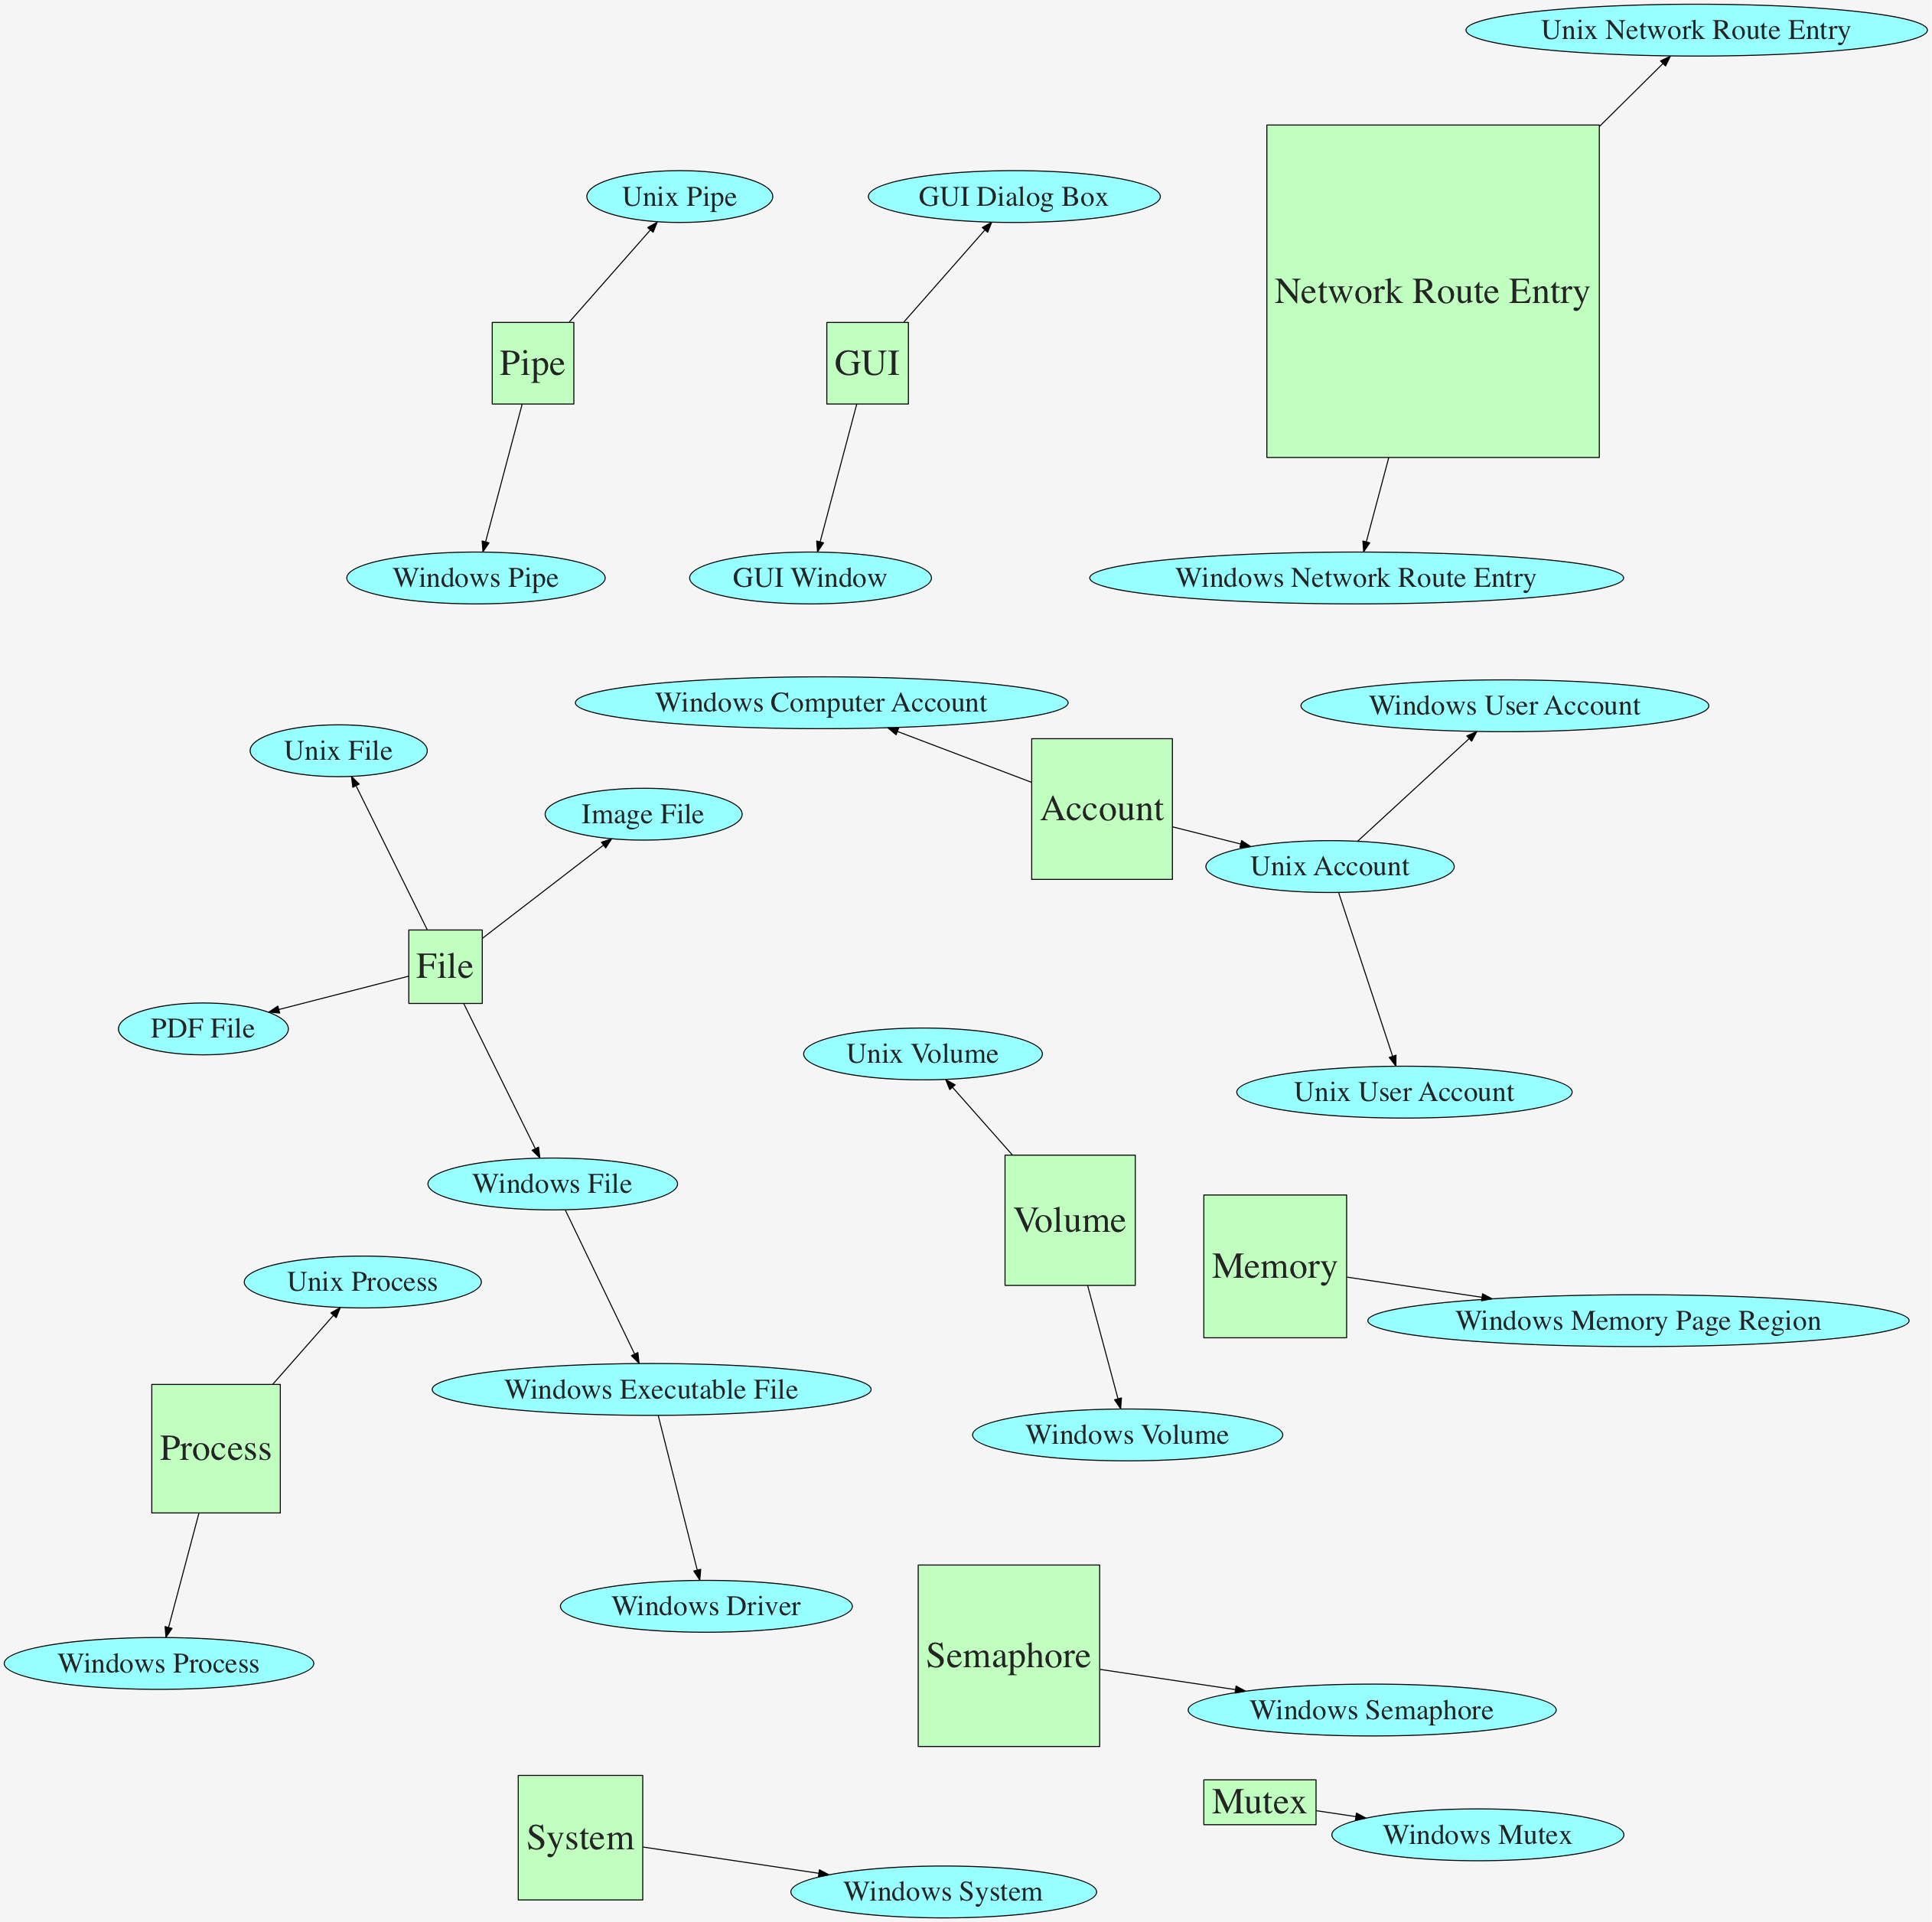 Unix Network Route Entry
Unix Pipe
GUI Dialog Box
Network Route Entry
Pipe
GUI
Windows Pipe
GUI Window
Windows Network Route Entry
Windows Computer Account
Windows User Account
Unix File
Image File
Account
Unix Account
File
PDF File
Unix Volume
Unix User Account
Windows File
Volume
Memory
Unix Process
Windows Memory Page Region
Windows Executable File
Windows Volume
Process
Windows Driver
Semaphore
Windows Process
Windows Semaphore
Mutex
System
Windows Mutex
Windows System